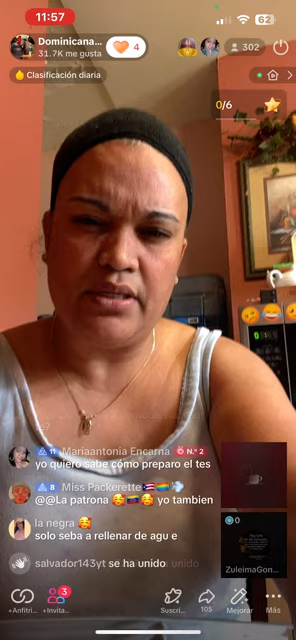 11:57
62
Dominicana...
31.7K me gusta
4
302
Clasificación diaria
0/6
11 Mariaantonia Encarna N.º 2
yo quiero sabe cómo preparo el tes
8 Miss Packerette
@@La patrona 🥰🇻🇪🥰 yo tambien
la negra 🥰
solo seba a rellenar de agu e
salvador143yt se ha unido unido
0
ZuleimaGon...
3
+Anfitri...
+Invita...
Suscri...
105
Mejorar
Más